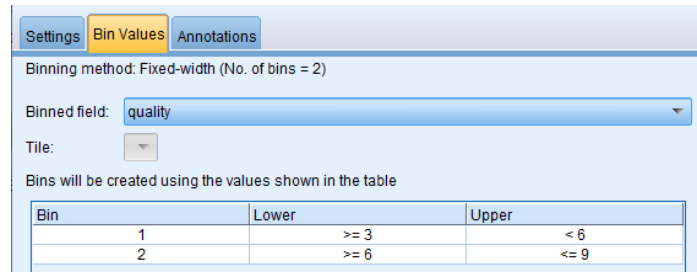 Settings Bin Values Annotations
Binning method: Fixed-width (No. of bins = 2)
Binned field: quality
Tile:
Bins will be created using the values shown in the table
Bin Lower Upper
1 >= 3 < 6
2 >= 6 <= 9